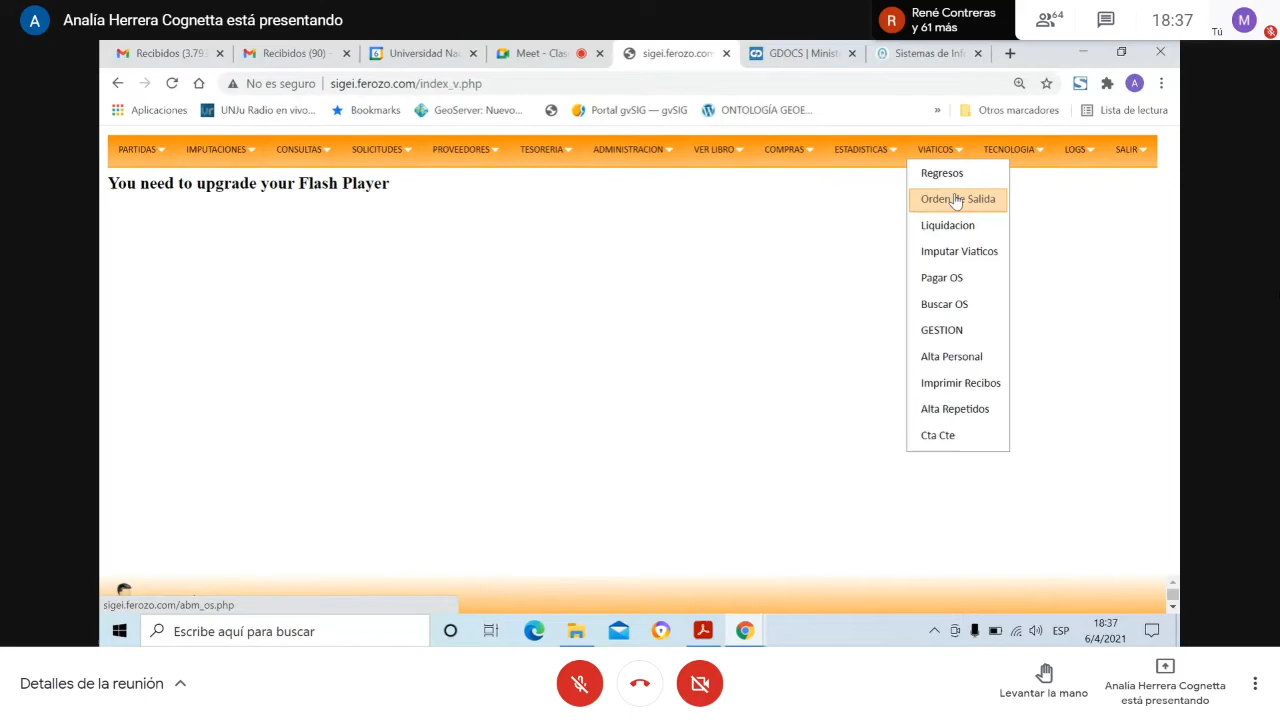 A Analía Herrera Cognetta está presentando
R René Contreras
y 61 más
64
18:37
Tú
M
Recibidos (3.793
Recibidos (90) -
6 Universidad Nac
Meet - Clase
sigei.ferozo.com
GDOCS | Minist
Sistemas de Inf
No es seguro | sigei.ferozo.com/index_v.php
A
Aplicaciones
UNJu Radio en vivo...
Bookmarks
GeoServer: Nuevo...
Portal gvSIG — gvSIG
ONTOLOGÍA GEOE...
»
Otros marcadores
Lista de lectura
PARTIDAS IMPUTACIONES CONSULTAS SOLICITUDES PROVEEDORES TESORERIA ADMINISTRACION VER LIBRO COMPRAS ESTADISTICAS VIATICOS TECNOLOGIA LOGS SALIR
You need to upgrade your Flash Player
Regresos
Orden de Salida
Liquidacion
Imputar Viaticos
Pagar OS
Buscar OS
GESTION
Alta Personal
Imprimir Recibos
Alta Repetidos
Cta Cte
sigei.ferozo.com/abm_os.php
Escribe aquí para buscar
ESP
18:37
6/4/2021
Detalles de la reunión
Levantar la mano
Analía Herrera Cognetta
está presentando